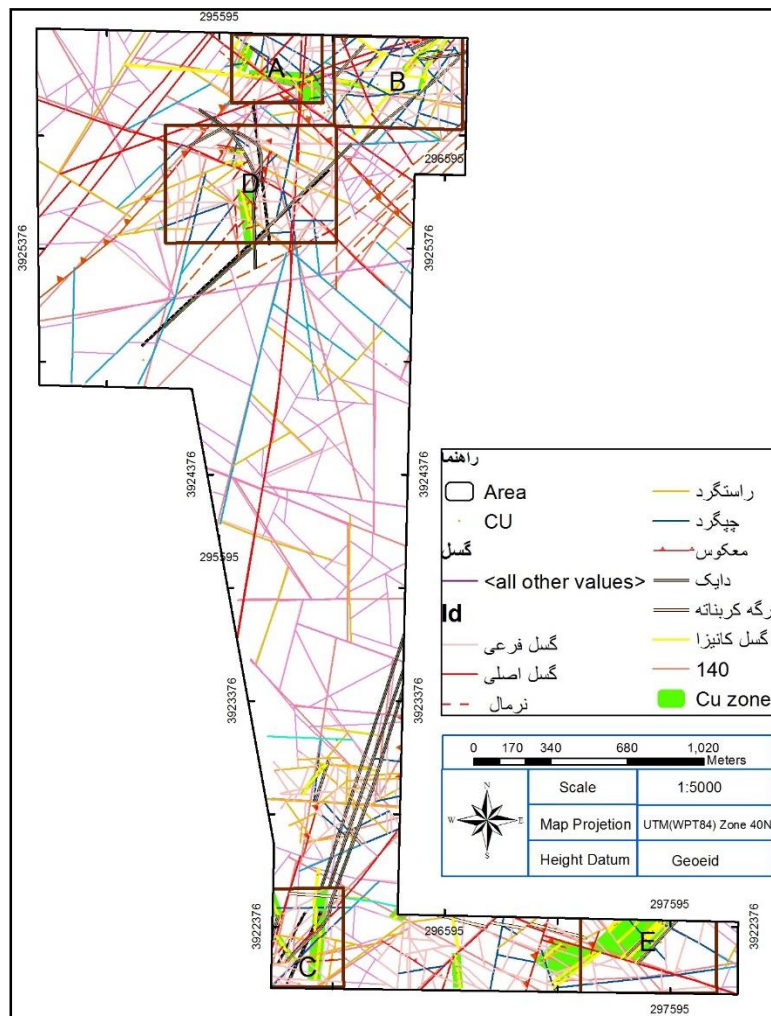 295595
A
B
296595
D
3925376
3925376
راهنما
Area
CU
گسل
<all other values>
Id
گسل فرعی
گسل اصلی
نرمال
راستگرد
چپگرد
معکوس
دایک
رگه کربناته
گسل کانیزا
140
Cu zone
3924376
3924376
295595
3923376
3923376
0 170 340 680 1,020
Meters
N
W E
S
Scale 1:5000
Map Projetion UTM(WPT84) Zone 40N
Height Datum Geoeid
3922376
C
296595
297595
E
3922376
297595